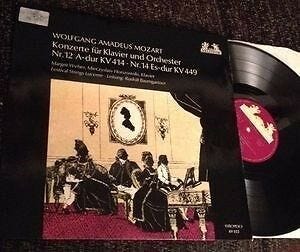 WOLFGANG AMADEUS MOZART
Konzerte für Klavier und Orchester
Nr. 12 A-dur KV 414 · Nr. 14 Es-dur KV 449
Margrit Weber, Mieczyslaw Horszowski, Klavier
Festival Strings Lucerne · Leitung: Rudolf Baumgartner